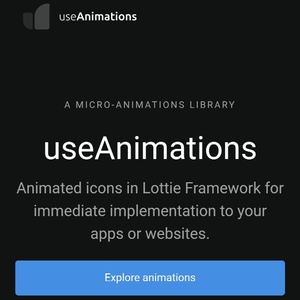 useAnimations
A MICRO-ANIMATIONS LIBRARY
useAnimations
Animated icons in Lottie Framework for
immediate implementation to your
apps or websites.
Explore animations